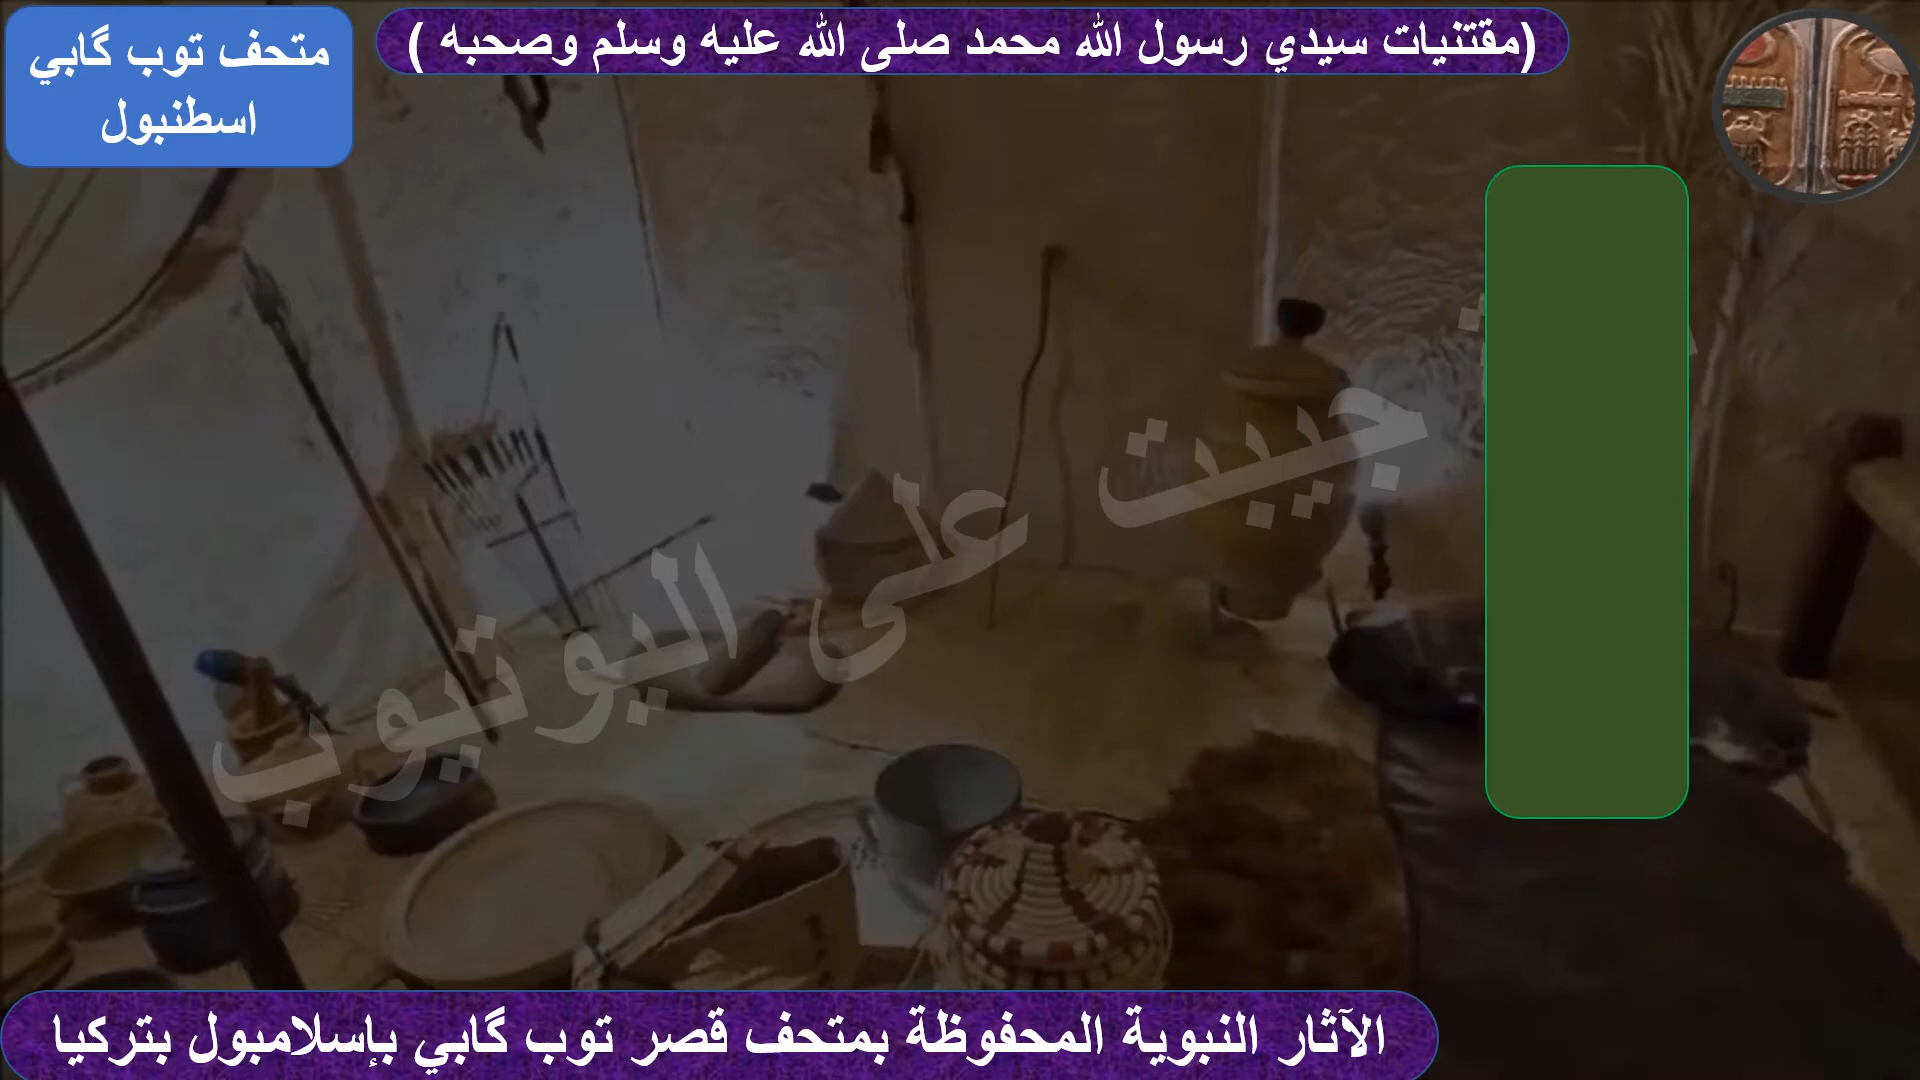 (مقتنيات سيدي رسول الله محمد صلى الله عليه وسلم وصحبه )
متحف توب گابي
اسطنبول
جيبت على اليوتيوب
الآثار النبوية المحفوظة بمتحف قصر توب گابي بإسلامبول بتركيا